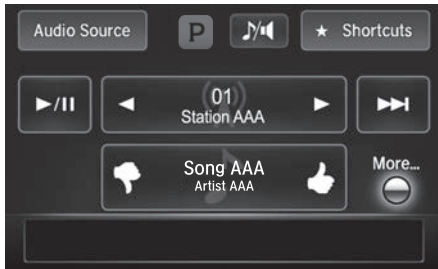 Audio Source
P
★ Shortcuts
01
Station AAA
Song AAA
Artist AAA
More...